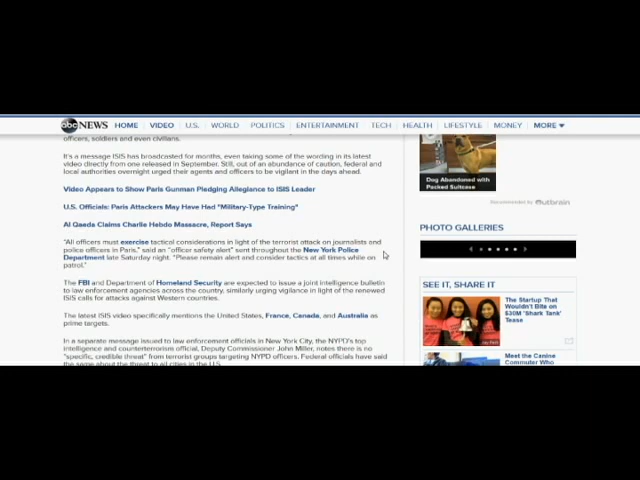 abc NEWS HOME VIDEO U.S. WORLD POLITICS ENTERTAINMENT TECH HEALTH LIFESTYLE MONEY MORE
officers, soldiers and even civilians.
It's a message ISIS has broadcasted for months, even taking some of the wording in its latest
video directly from one released in September. Still, out of an abundance of caution, federal and
local authorities overnight urged their agents and officers to be vigilant in the days ahead.
Video Appears to Show Paris Gunman Pledging Allegiance to ISIS Leader
U.S. Officials: Paris Attackers May Have Had "Military-Type Training"
Al Qaeda Claims Charlie Hebdo Massacre, Report Says
"All officers must exercise tactical considerations in light of the terrorist attack on journalists and
police officers in Paris," said an "officer safety alert" sent throughout the New York Police
Department late Saturday night. "Please remain alert and consider tactics at all times while on
patrol."
The FBI and Department of Homeland Security are expected to issue a joint intelligence bulletin
to law enforcement agencies across the country, similarly urging vigilance in light of the renewed
ISIS calls for attacks against Western countries.
The latest ISIS video specifically mentions the United States, France, Canada, and Australia as
prime targets.
In a separate message issued to law enforcement officials in New York City, the NYPD's top
intelligence and counterterrorism official, Deputy Commissioner John Miller, notes there is no
"specific, credible threat" from terrorist groups targeting NYPD officers. Federal officials have said
the same about the threat to all cities in the U.S.
Dog Abandoned with
Packed Suitcase
Recommended by Outbrain
PHOTO GALLERIES
SEE IT, SHARE IT
The Startup That
Wouldn't Bite on
$30M 'Shark Tank'
Tease
Meet the Canine
Commuter Who